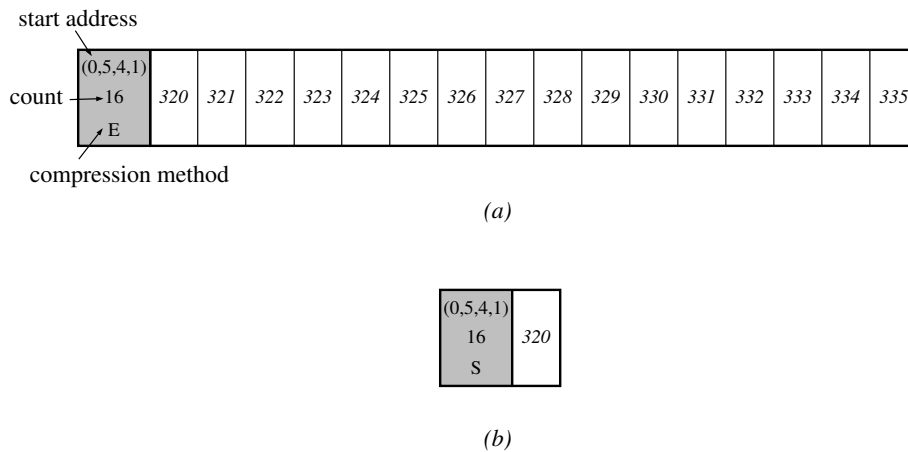 start address
(0,5,4,1)
count 16 320 321 322 323 324 325 326 327 328 329 330 331 332 333 334 335
E
compression method
(a)
(0,5,4,1)
16 320
S
(b)